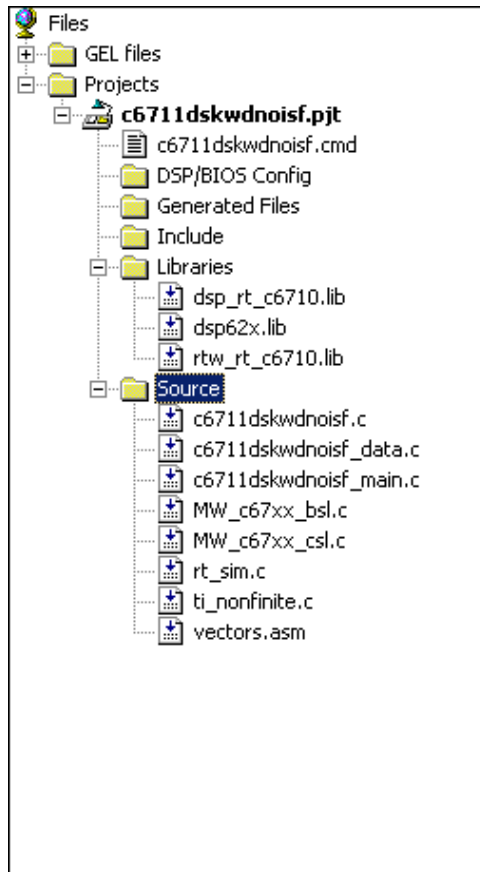 Files
GEL files
Projects
c6711dskwdnoisf.pjt
c6711dskwdnoisf.cmd
DSP/BIOS Config
Generated Files
Include
Libraries
dsp_rt_c6710.lib
dsp62x.lib
rtw_rt_c6710.lib
Source
c6711dskwdnoisf.c
c6711dskwdnoisf_data.c
c6711dskwdnoisf_main.c
MW_c67xx_bsl.c
MW_c67xx_csl.c
rt_sim.c
ti_nonfinite.c
vectors.asm